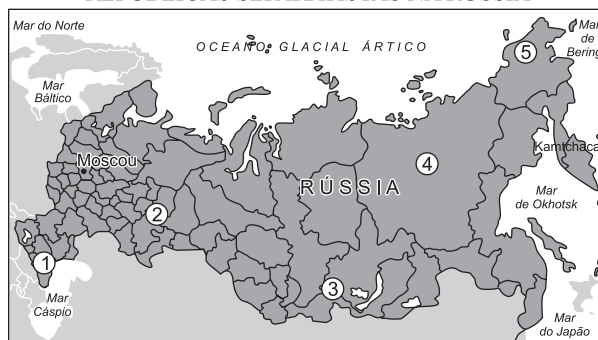 Mar do Norte
OCEANO GLACIAL ÁRTICO
Mar
de
Bering
5
Mar
Báltico
Kamtchaca
Moscou
4
RÚSSIA
Mar
de Okhotsk
2
1
3
Mar
Cáspio
Mar
do Japão